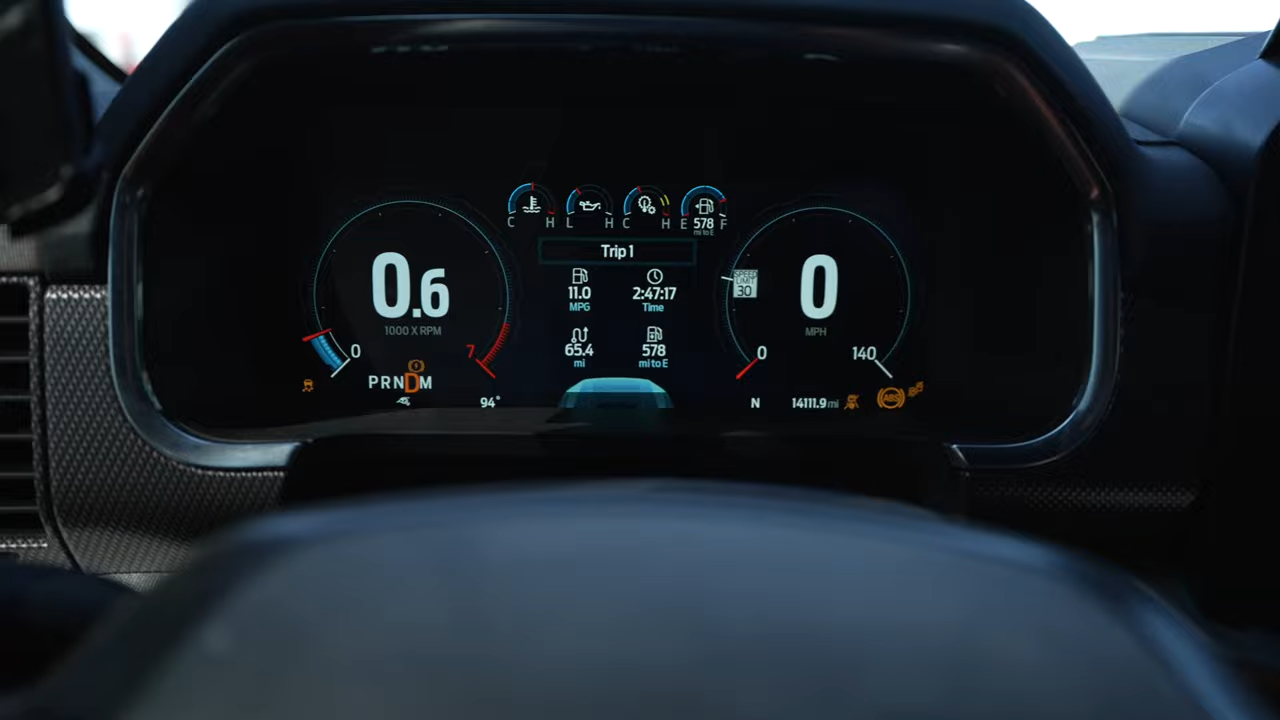 C H L H C H E 578 F
mi to E
Trip 1
0.6
1000 X RPM
0 7
11.0
MPG
2:47:17
Time
65.4
mi
578
mi to E
SPEED
LIMIT
30
0
MPH
0 140
PRNDM
94°
N
14111.9 mi
ABS